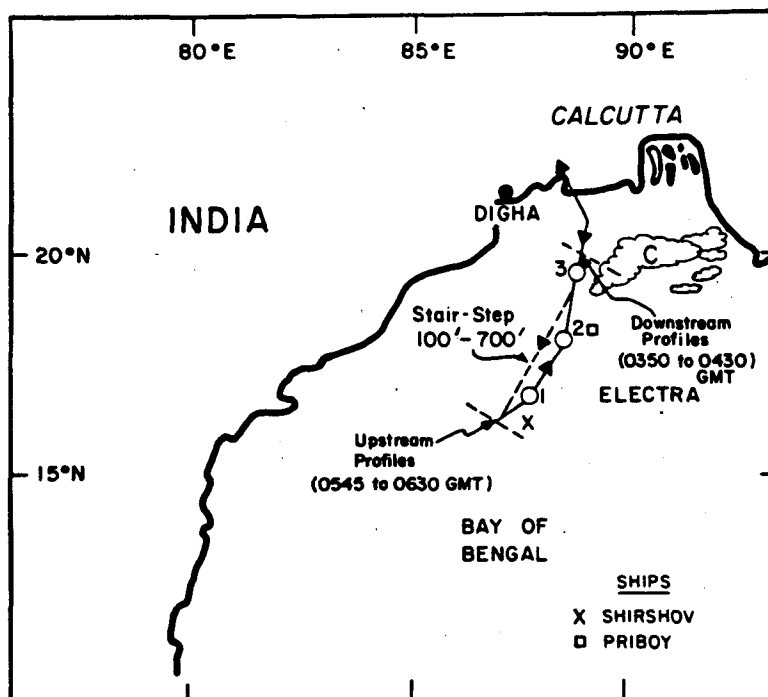 80°E
85°E
90°E
CALCUTTA
INDIA
DIGHA
20°N
C
3
Stair-Step
100'-700'
2
Downstream
Profiles
(0350 to 0430)
GMT
ELECTRA
1
X
Upstream
Profiles
(0545 to 0630 GMT)
15°N
BAY OF
BENGAL
SHIPS
X SHIRSHOV
□ PRIBOY